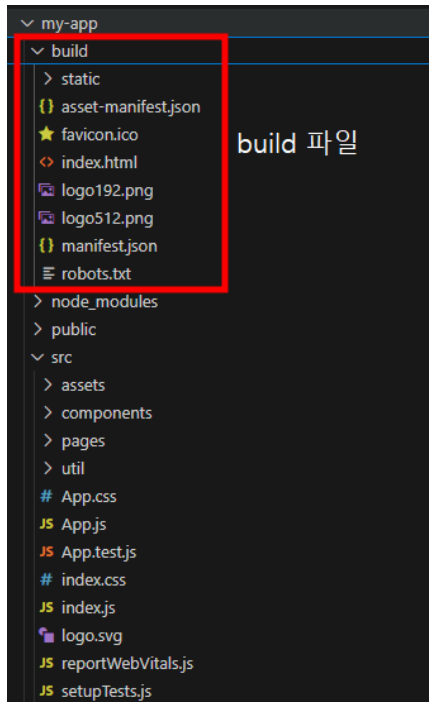 my-app
build
static
asset-manifest.json
favicon.ico
index.html
logo192.png
logo512.png
manifest.json
robots.txt
build 파일
node_modules
public
src
assets
components
pages
util
App.css
App.js
App.test.js
index.css
index.js
logo.svg
reportWebVitals.js
setupTests.js